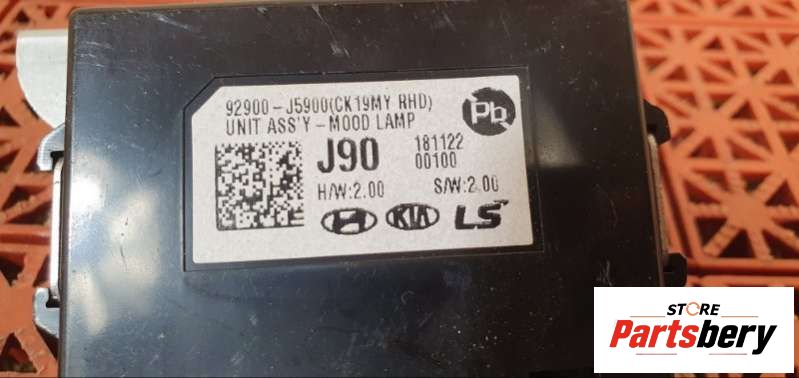 92900-J5900(CK19MY RHD)
UNIT ASS'Y-MOOD LAMP
Pb
J90
181122
00100
H/W:2.00 S/W:2.00
KIA LS
STORE
Partsbery